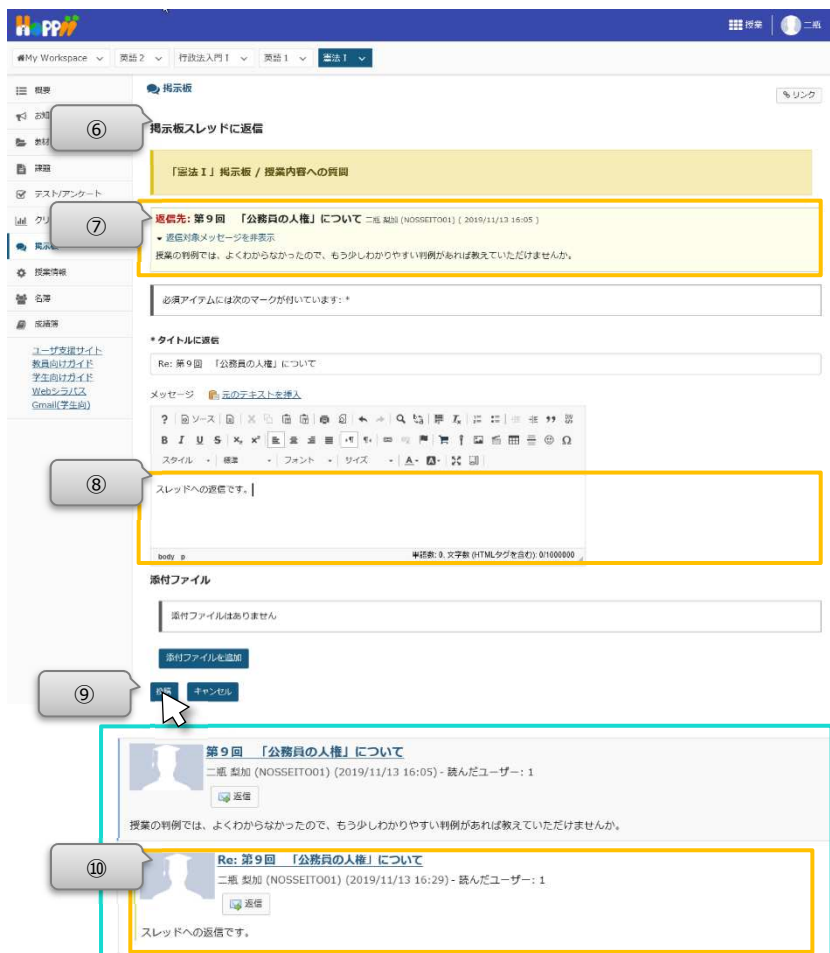 HoPPii
授業
二瓶
My Workspace
英語2
行政法入門 I
英語1
憲法 I
概要
掲示板
リンク
⑥
掲示板スレッドに返信
課題
「憲法 I 」掲示板 / 授業内容への質問
テスト/アンケート
⑦
返信先: 第9回 「公務員の人権」について 二瓶 梨加 (NOSSEIT001) ( 2019/11/13 16:05 )
返信対象メッセージを非表示
授業の判例では、よくわからなかったので、もう少しわかりやすい判例があれば教えていただけませんか。
授業情報
名簿
必須アイテムには次のマークが付いています: *
成績簿
ユーザ支援サイト
教員向けガイド
学生向けガイド
Webシラバス
Gmail(学生向)
* タイトルに返信
Re: 第9回 「公務員の人権」について
メッセージ 元のテキストを挿入
? ソース
B I U S
スタイル 標準 フォント サイズ A A
⑧
スレッドへの返信です。
body p 単語数: 0, 文字数 (HTMLタグを含む): 0/1000000
添付ファイル
添付ファイルはありません
添付ファイルを追加
⑨
投稿 キャンセル
第9回 「公務員の人権」について
二瓶 梨加 (NOSSEIT001) (2019/11/13 16:05) - 読んだユーザー: 1
返信
授業の判例では、よくわからなかったので、もう少しわかりやすい判例があれば教えていただけませんか。
⑩
Re: 第9回 「公務員の人権」について
二瓶 梨加 (NOSSEIT001) (2019/11/13 16:29) - 読んだユーザー: 1
返信
スレッドへの返信です。